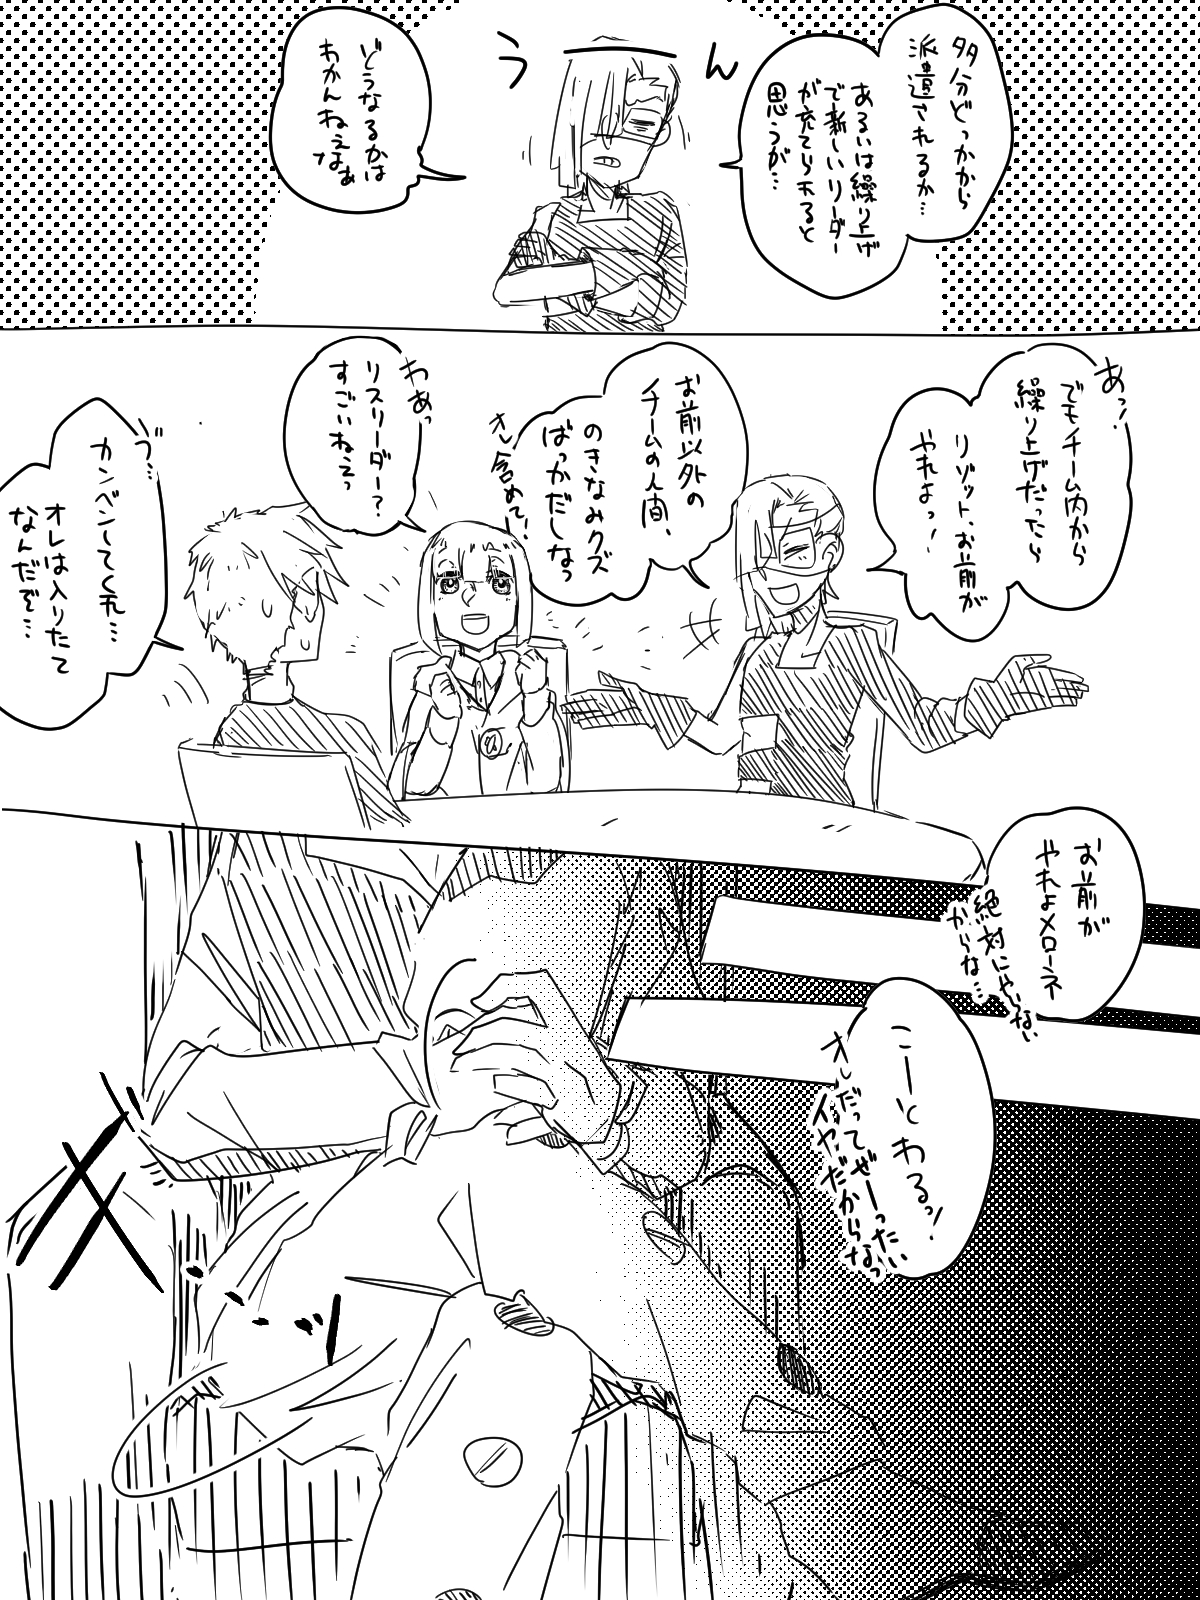 う
ん
多分どっかから
派遣されるか…
あるいは繰り上げ
で新しいリーダー
が充てられると
思うが…
どうなるかは
わかんねえなぁ
あっ!
でもチーム内から
繰り上げだったら
リゾット、お前が
やれよっ!
お前以外の
チームの人間、
のきなみクズ
ばっかだしなっ
オレ含めて!
わあっ
リスリーダー?
すごいねえっ
ヴ…
カンベンしてくれ…
オレは入りたて
なんだぞ…
お前が
やれよメローネ
絶対にやらない
からな…
こーとわるっ!
オレだってぜーったい
イヤだからなっ